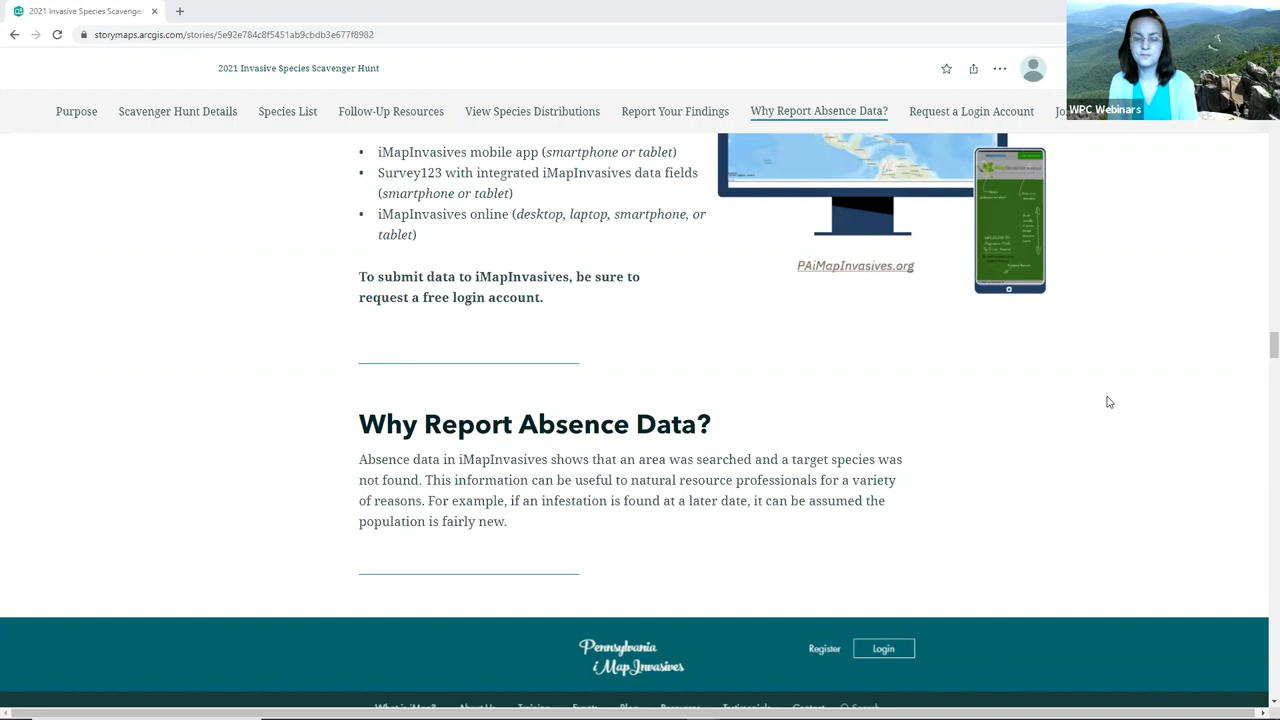 2021 Invasive Species Scavenger
storymaps.arcgis.com/stories/5e92e784c8f5451ab9cbdb3e677f8982
2021 Invasive Species Scavenger Hunt
WPC Webinars
Purpose Scavenger Hunt Details Species List View Species Distributions Report Your Findings Why Report Absence Data? Request a Login Account
• iMapInvasives mobile app (smartphone or tablet)
• Survey123 with integrated iMapInvasives data fields
(smartphone or tablet)
• iMapInvasives online (desktop, laptop, smartphone, or
tablet)
To submit data to iMapInvasives, be sure to
request a free login account.
PAiMapInvasives.org
Why Report Absence Data?
Absence data in iMapInvasives shows that an area was searched and a target species was
not found. This information can be useful to natural resource professionals for a variety
of reasons. For example, if an infestation is found at a later date, it can be assumed the
population is fairly new.
Pennsylvania
iMapInvasives
Register Login